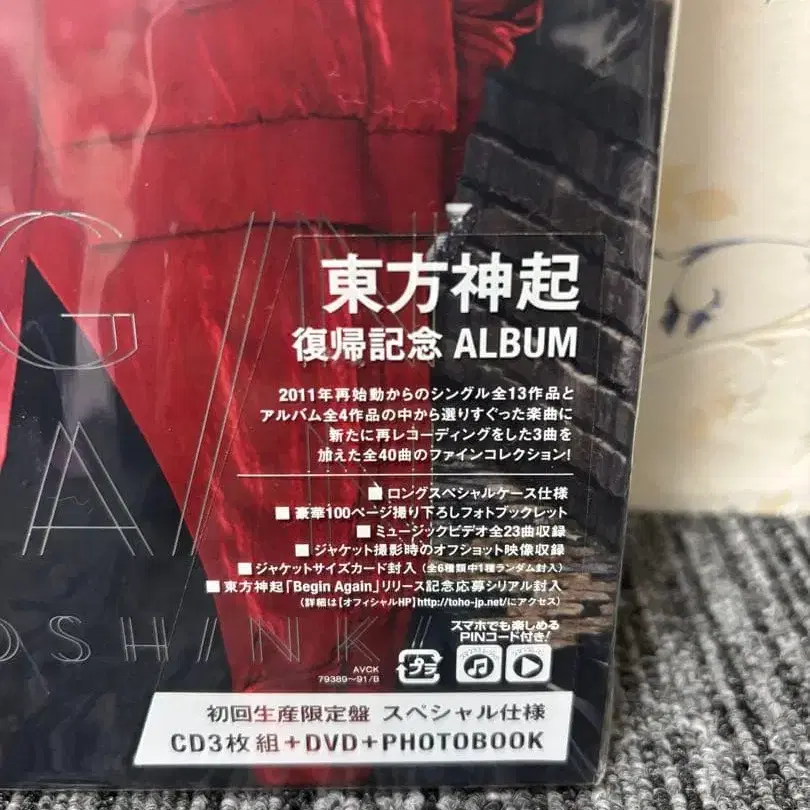 G I N
A I N
OSHINKI
東方神起
復帰記念 ALBUM
2011年再始動からのシングル全13作品と
アルバム全4作品の中から選りすぐった楽曲に
新たに再レコーディングをした3曲を
加えた全40曲のファインコレクション!
■ロングスペシャルケース仕様
■豪華100ページ撮り下ろしフォトブックレット
■ミュージックビデオ全23曲収録
■ジャケット撮影時のオフショット映像収録
■ジャケットサイズカード封入(全6種類中1種ランダム封入)
■東方神起「Begin Again」リリース記念応募シリアル封入
(詳細は[オフィシャルHP]http://toho-jp.net/にアクセス)
スマホでも楽しめる
PINコード付き!
プラ
AVCK
79389~91/B
初回生産限定盤 スペシャル仕様
CD3枚組+DVD+PHOTOBOOK